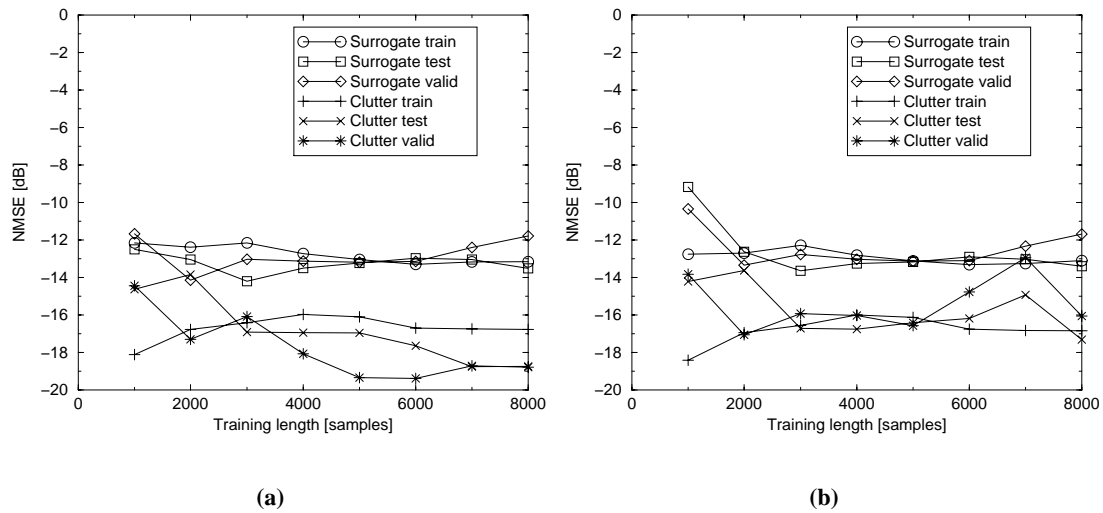 0
−2
−4
−6
−8
−10
−12
−14
−16
−18
−20
NMSE [dB]
0
2000
4000
6000
8000
Training length [samples]
Surrogate train
Surrogate test
Surrogate valid
Clutter train
Clutter test
Clutter valid
(a)
0
−2
−4
−6
−8
−10
−12
−14
−16
−18
−20
NMSE [dB]
0
2000
4000
6000
8000
Training length [samples]
Surrogate train
Surrogate test
Surrogate valid
Clutter train
Clutter test
Clutter valid
(b)